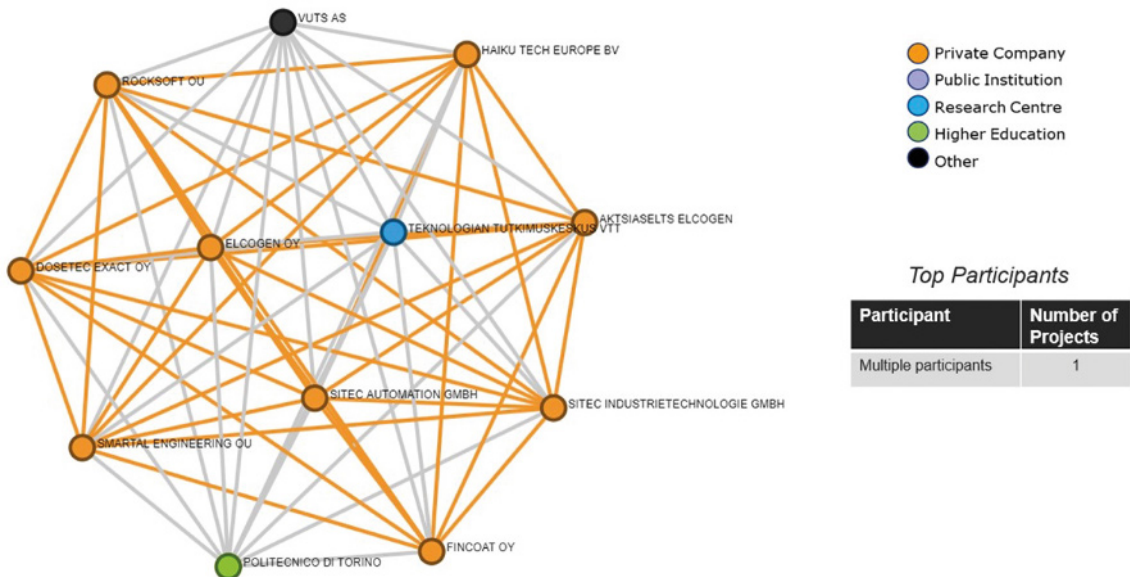 VUTS AS
HAIKU TECH EUROPE BV
ROCKSOFT OU
AKTSIASELTS ELCOGEN
TEKNOLOGIAN TUTKIMUSKESKUS VTT
ELCOGEN OY
DOSETEC EXACT OY
SITEC AUTOMATION GMBH
SITEC INDUSTRIETECHNOLOGIE GMBH
SMARTAL ENGINEERING OU
FINCOAT OY
POLITECNICO DI TORINO
Private Company
Public Institution
Research Centre
Higher Education
Other
Top Participants
Participant
Number of
Projects
Multiple participants
1